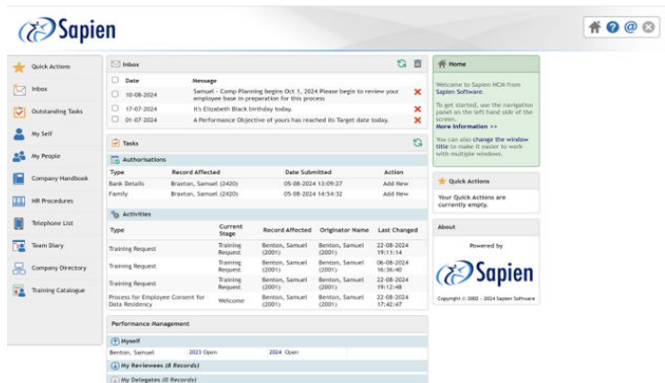 Sapien
Quick Actions
Inbox
Outstanding Tasks
My Self
My People
Company Handbook
HR Procedures
Telephone List
Team Diary
Company Directory
Training Catalogue
Inbox
Date Message
10-08-2024 Samuel - Comp Planning begins Oct 1, 2024 Please begin to review your
employee base in preparation for this process
17-07-2024 It's Elizabeth Black birthday today.
01-07-2024 A Performance Objective of yours has reached its Target date today.
Tasks
Authorisations
Type Record Affected Date Submitted Action
Bank Details Braxton, Samuel (2420) 05-08-2024 13:09:27 Add New
Family Braxton, Samuel (2420) 05-08-2024 14:54:32 Add New
Activities
Type Current Stage Record Affected Originator Name Last Changed
Training Request Training Request Benton, Samuel (2001) Benton, Samuel (2001) 22-08-2024 19:11:14
Training Request Training Request Benton, Samuel (2001) Benton, Samuel (2001) 06-08-2024 16:36:40
Training Request Training Request Benton, Samuel (2001) Benton, Samuel (2001) 22-08-2024 19:12:48
Process for Employee Consent for Data Residency Welcome Benton, Samuel (2001) Benton, Samuel (2001) 22-08-2024 17:42:47
Performance Management
Myself
Benton, Samuel 2023 Open 2024 Open
My Reviewees (8 Records)
My Delegates (0 Records)
Home
Welcome to Sapien HCM from
Sapien Software.
To get started, use the navigation
panel on the left hand side of the
screen.
More information >>
You can also change the window
title to make it easier to work
with multiple windows.
Quick Actions
Your Quick Actions are
currently empty.
About
Powered by
Sapien
Copyright © 2002 - 2024 Sapien Software